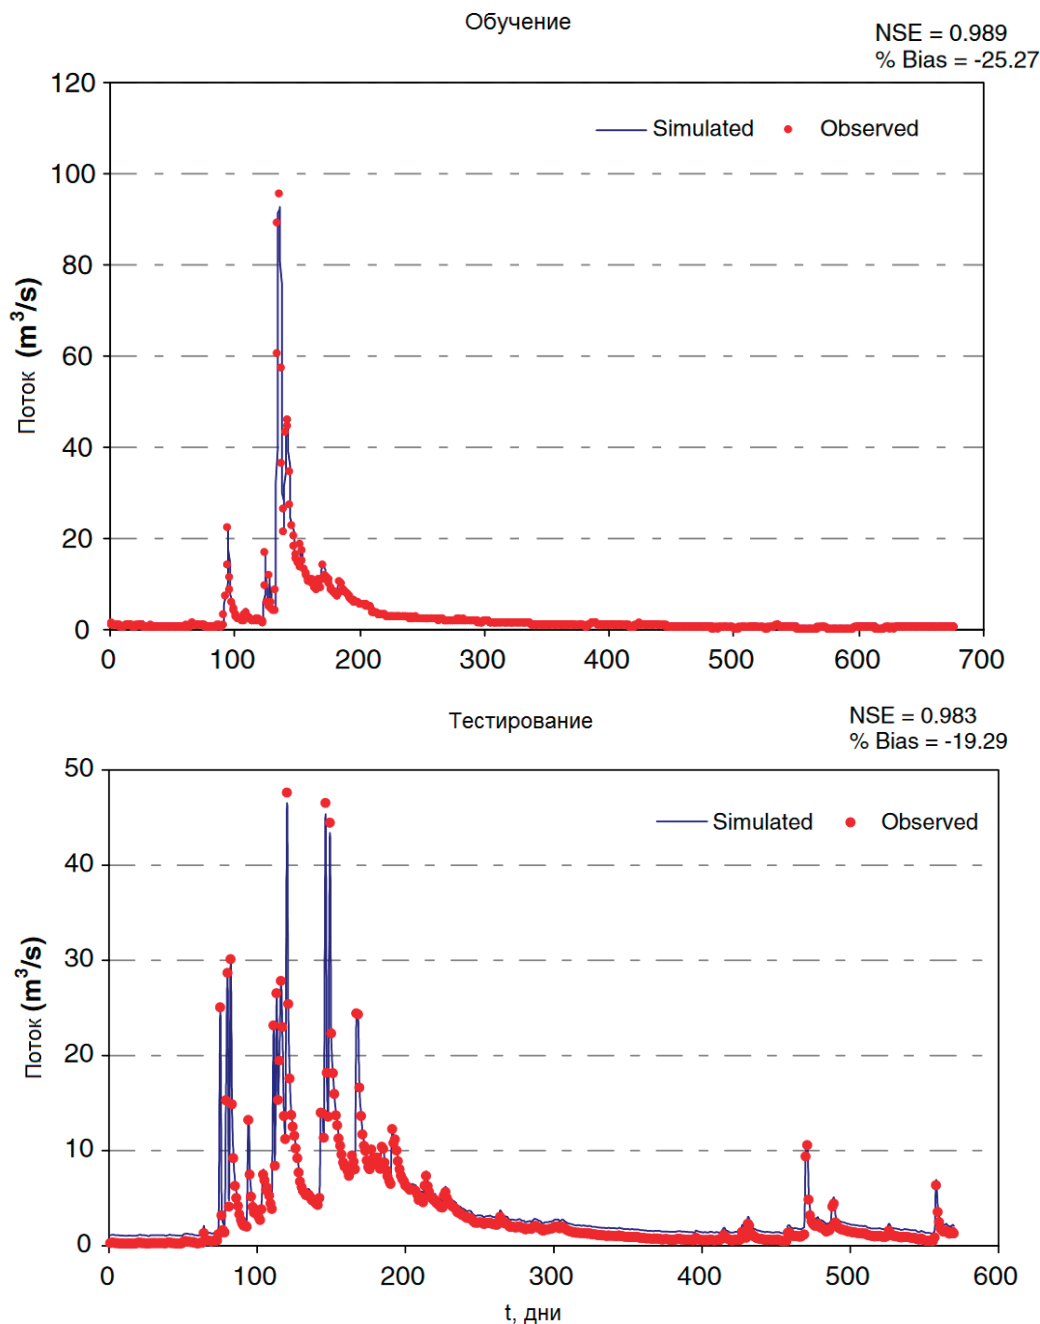 Обучение
NSE = 0.989
% Bias = -25.27
120
100
80
60
40
20
0
Поток (m³/s)
Simulated
Observed
0 100 200 300 400 500 600 700
Тестирование
NSE = 0.983
% Bias = -19.29
50
40
30
20
10
0
Поток (m³/s)
Simulated
Observed
0 100 200 300 400 500 600
t, дни